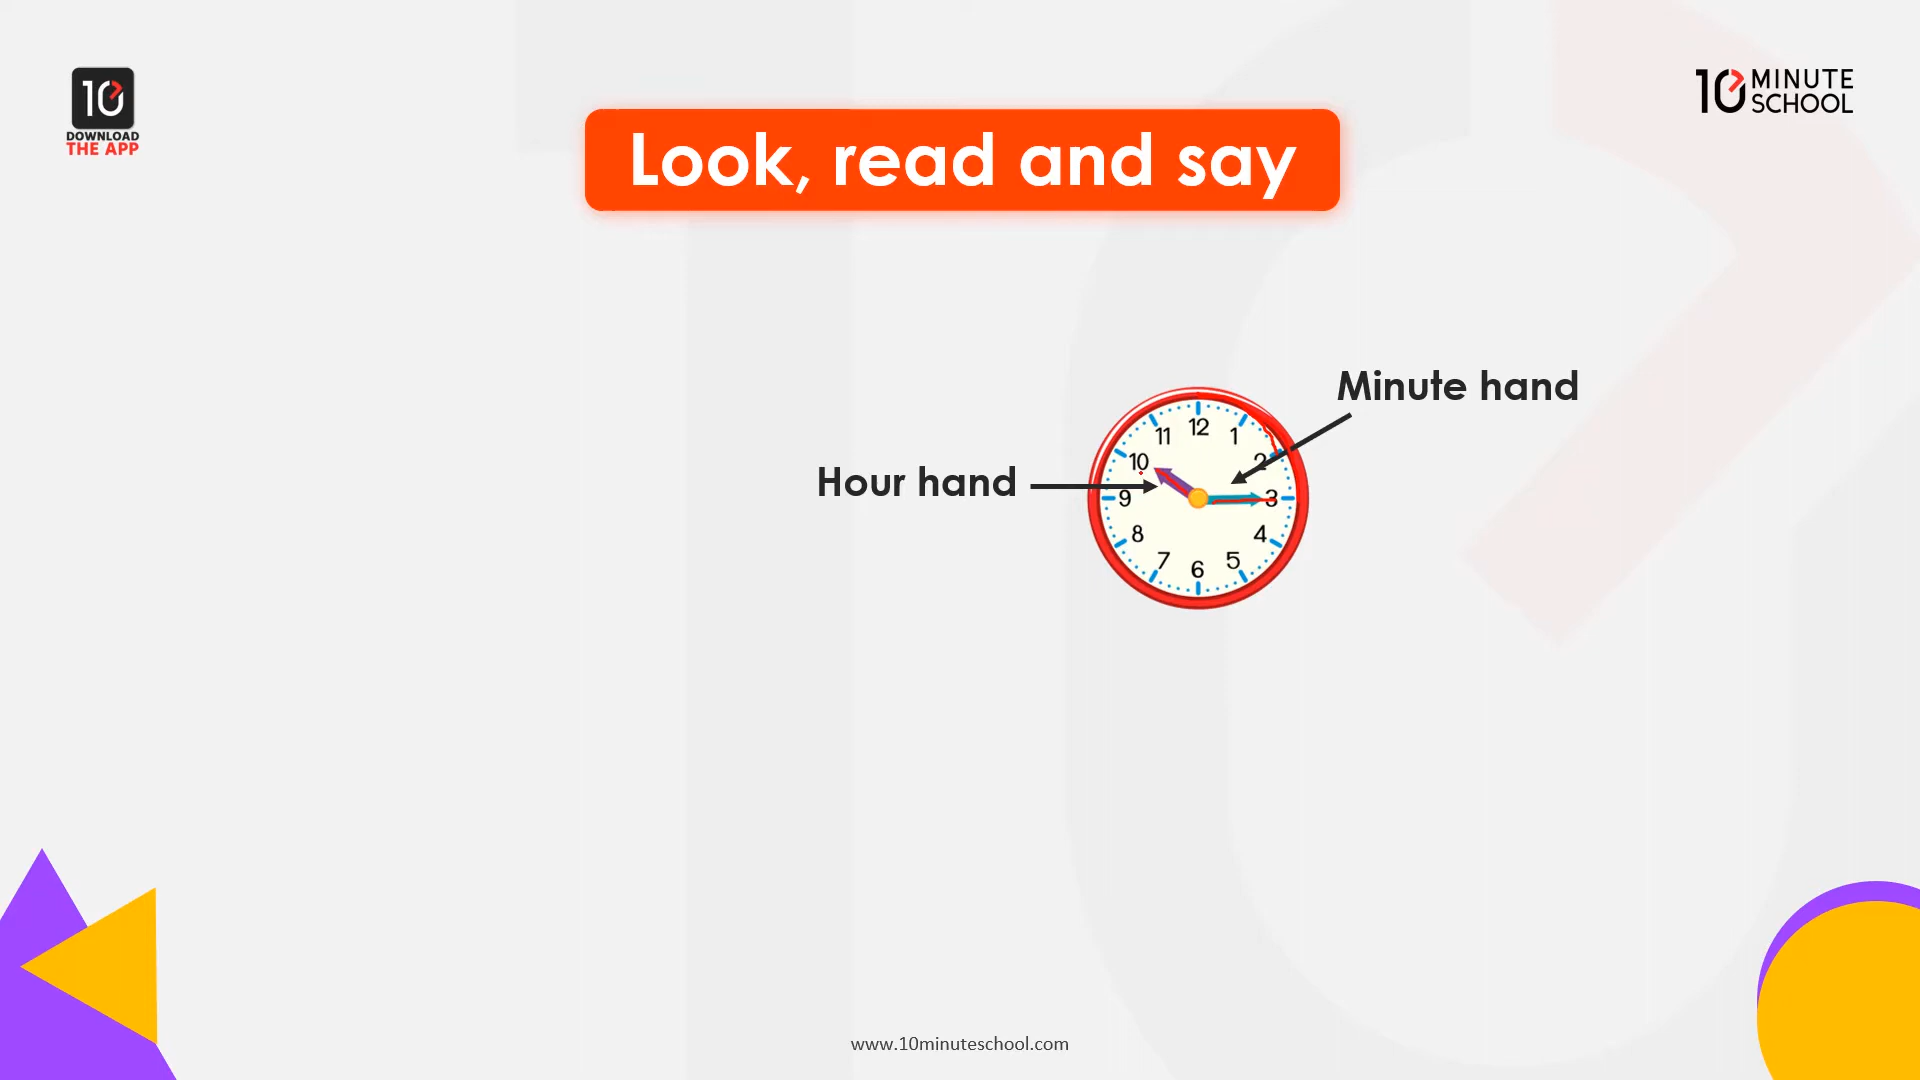 10
DOWNLOAD
THE APP
10 MINUTE
SCHOOL
Look, read and say
Minute hand
Hour hand
12
11
1
10
2
9
3
8
4
7
5
6
www.10minuteschool.com